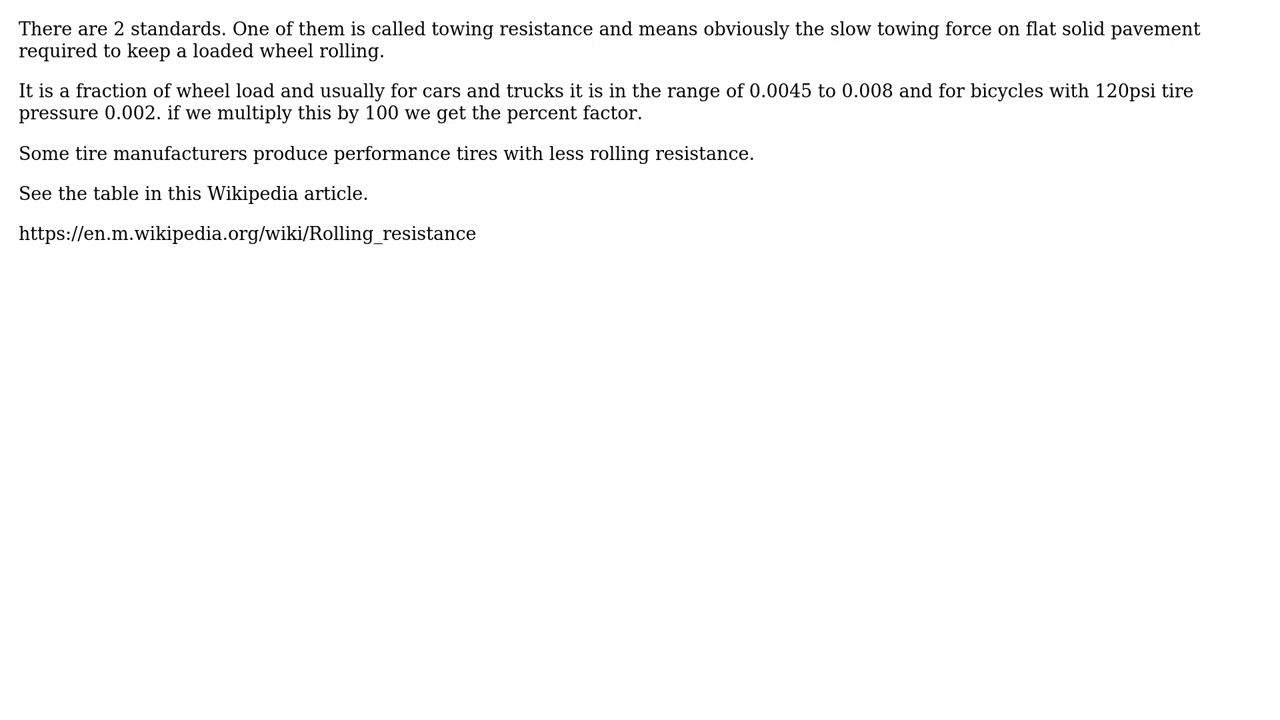 There are 2 standards. One of them is called towing resistance and means obviously the slow towing force on flat solid pavement
required to keep a loaded wheel rolling.
It is a fraction of wheel load and usually for cars and trucks it is in the range of 0.0045 to 0.008 and for bicycles with 120psi tire
pressure 0.002. if we multiply this by 100 we get the percent factor.
Some tire manufacturers produce performance tires with less rolling resistance.
See the table in this Wikipedia article.
https://en.m.wikipedia.org/wiki/Rolling_resistance